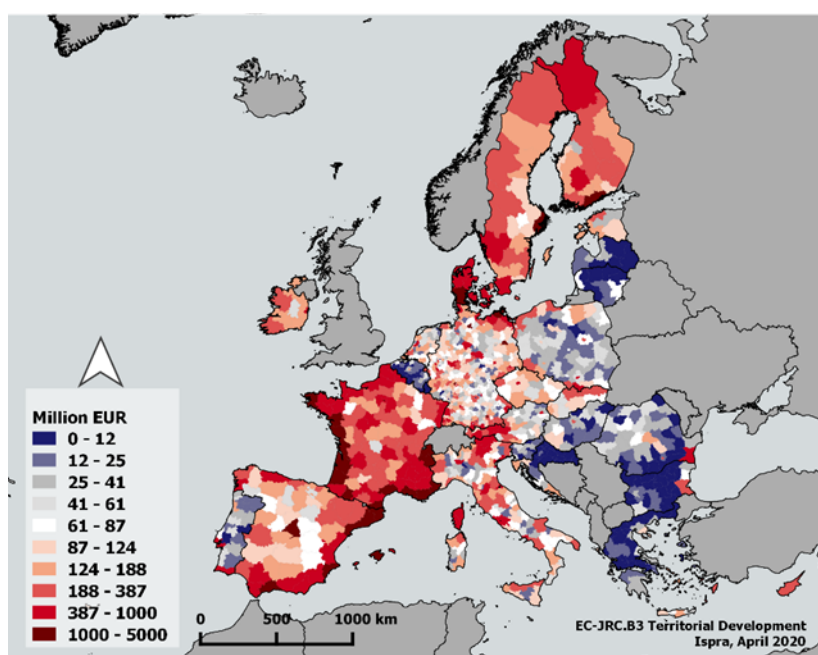 Million EUR
0 - 12
12 - 25
25 - 41
41 - 61
61 - 87
87 - 124
124 - 188
188 - 387
387 - 1000
1000 - 5000
0 500 1000 km
EC-JRC.B3 Territorial Development
Ispra, April 2020